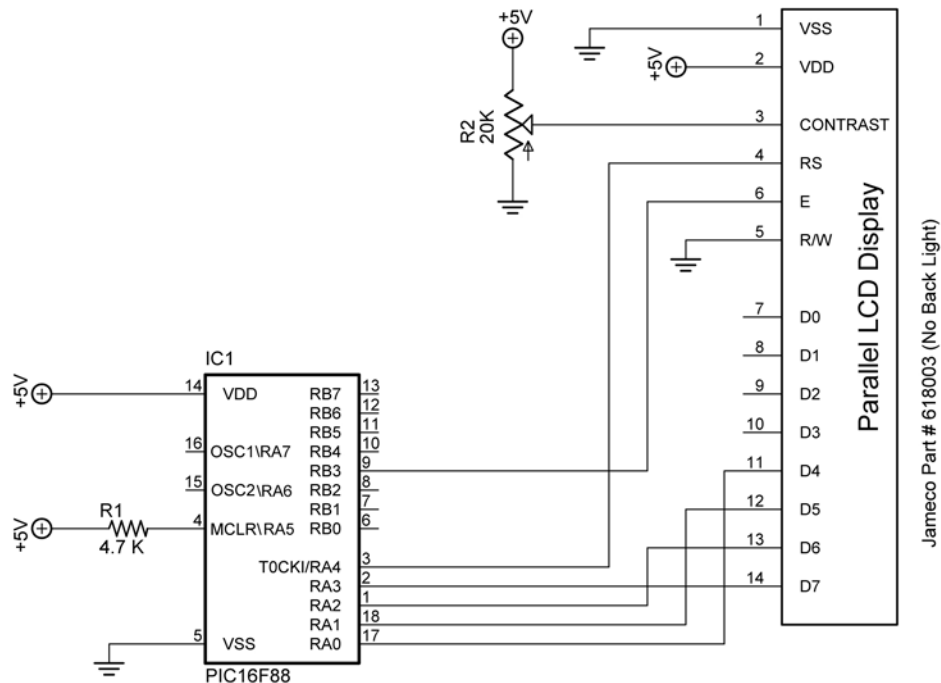 +5V
R2
20K
+5V
1 VSS
2 VDD
3 CONTRAST
4 RS
6 E
5 R/W
7 D0
8 D1
9 D2
10 D3
11 D4
12 D5
13 D6
14 D7
Parallel LCD Display
Jameco Part # 618003 (No Back Light)
IC1
+5V
14 VDD
16 OSC1\RA7
15 OSC2\RA6
+5V
R1
4.7 K
4 MCLR\RA5
5 VSS
RB7 13
RB6 12
RB5 11
RB4 10
RB3 9
RB2 8
RB1 7
RB0 6
T0CKI/RA4 3
RA3 2
RA2 1
RA1 18
RA0 17
PIC16F88